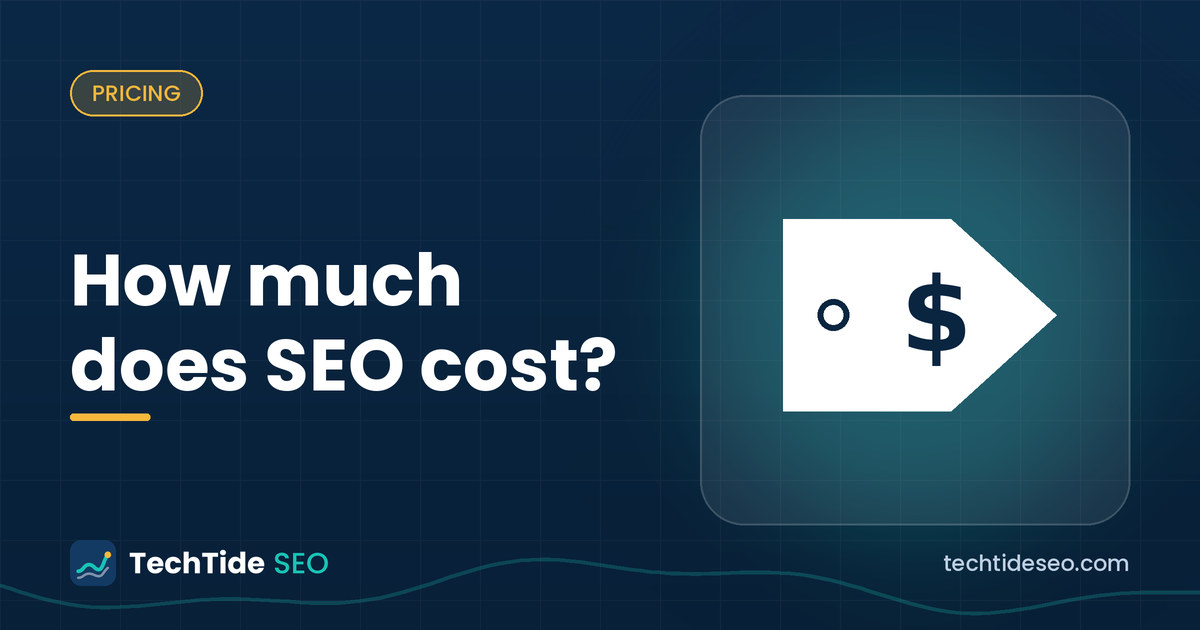 PRICING
How much
does SEO cost?
$
TechTide SEO
techtideseo.com